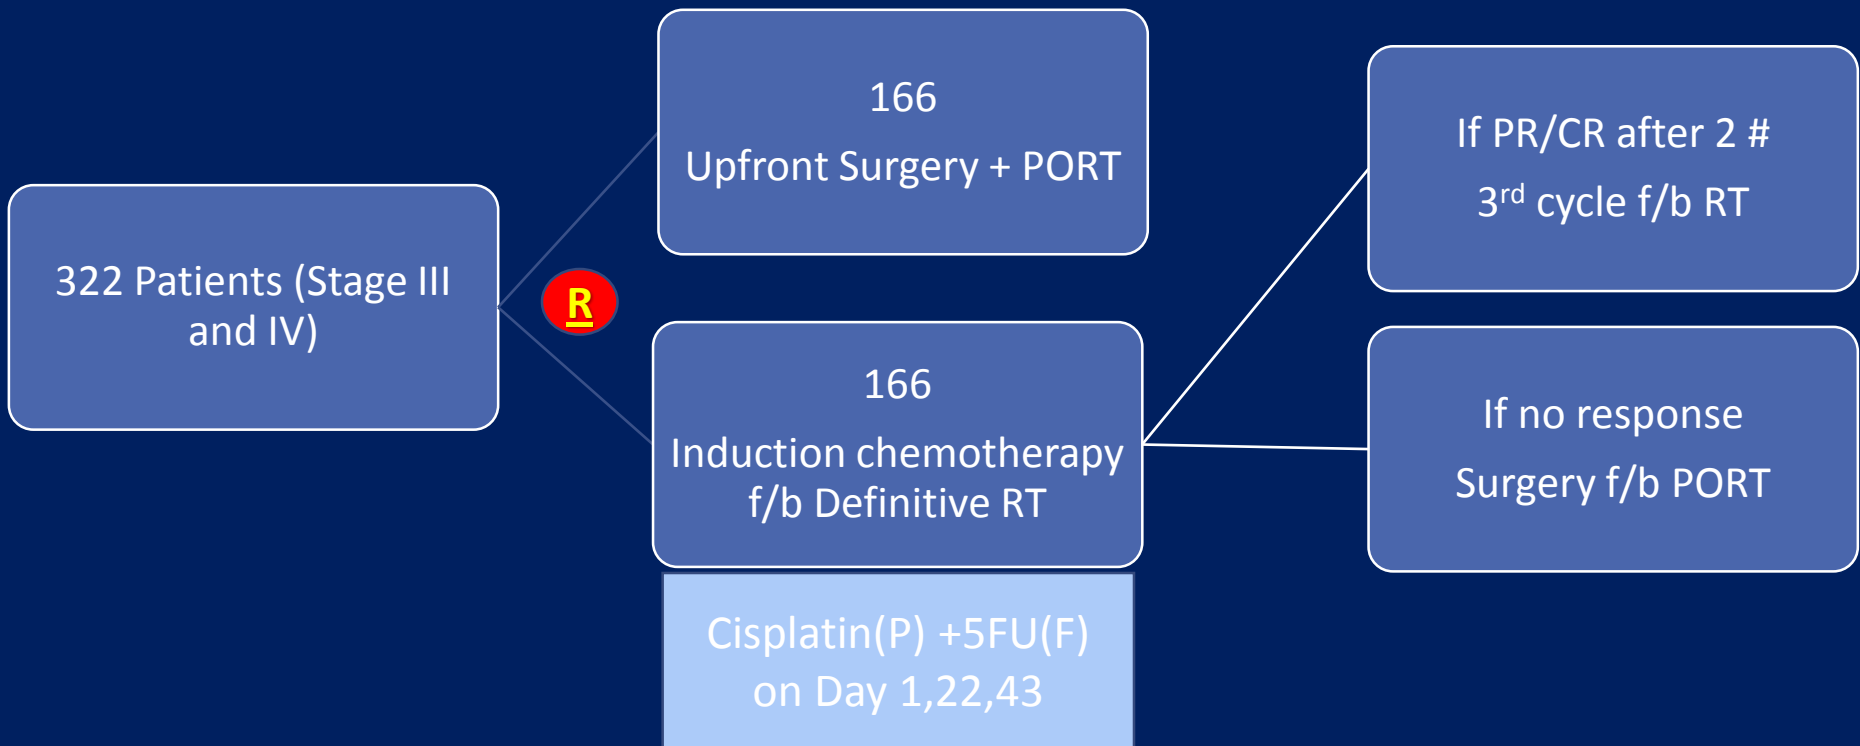 322 Patients (Stage III
and IV)
R
166
Upfront Surgery + PORT
166
Induction chemotherapy
f/b Definitive RT
Cisplatin(P) +5FU(F)
on Day 1,22,43
If PR/CR after 2 #
3rd cycle f/b RT
If no response
Surgery f/b PORT